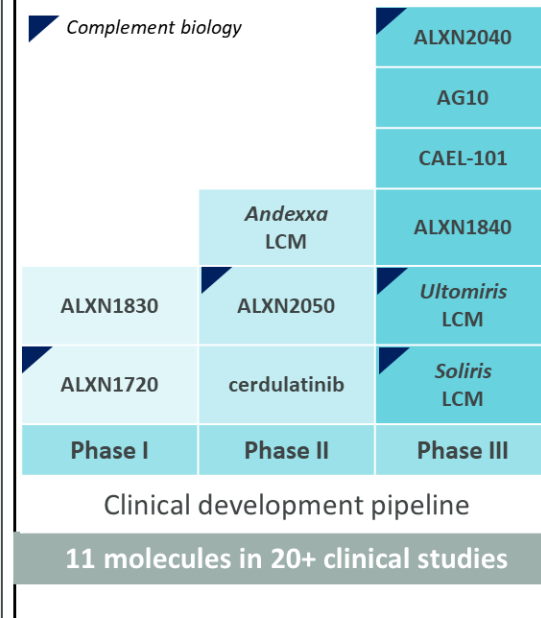 Complement biology
ALXN2040
AG10
CAEL-101
Andexxa
LCM
ALXN1840
ALXN1830
ALXN2050
Ultomiris
LCM
ALXN1720
cerdulatinib
Soliris
LCM
Phase I
Phase II
Phase III
Clinical development pipeline
11 molecules in 20+ clinical studies